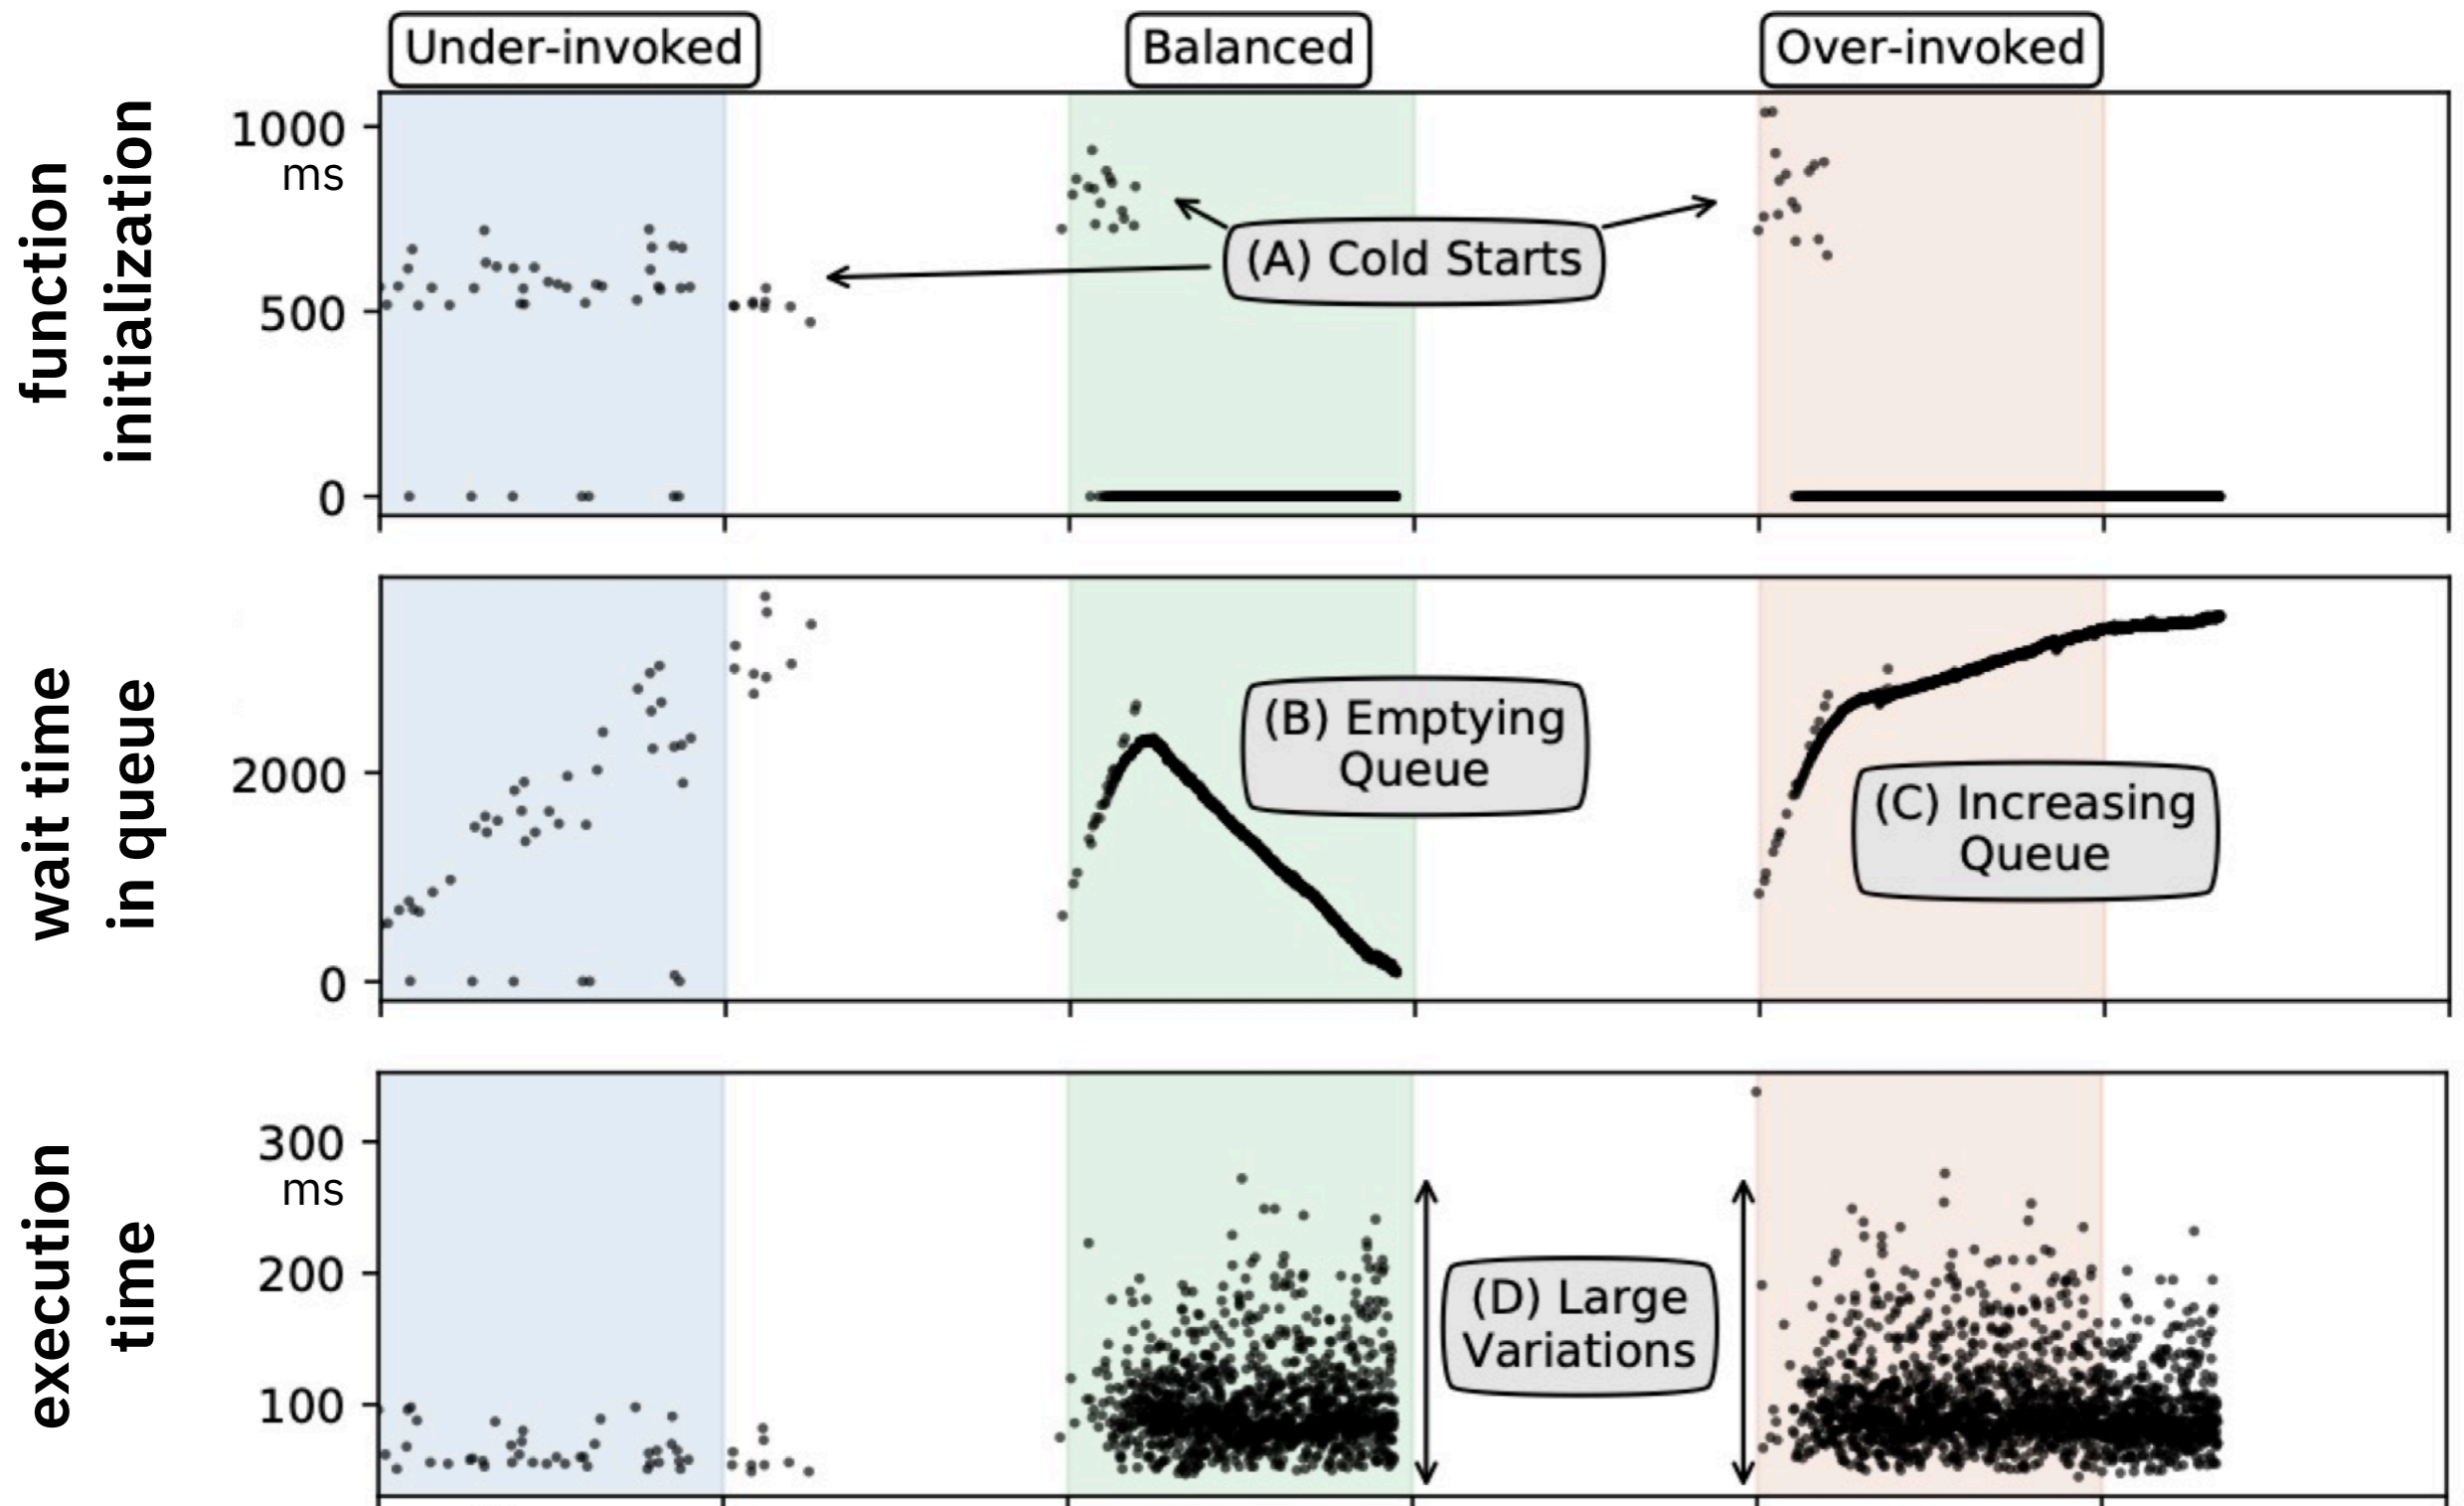 Under-invoked
Balanced
Over-invoked
function
initialization
1000
ms
500
0
(A) Cold Starts
wait time
in queue
2000
0
(B) Emptying
Queue
(C) Increasing
Queue
execution
time
300
ms
200
100
(D) Large
Variations